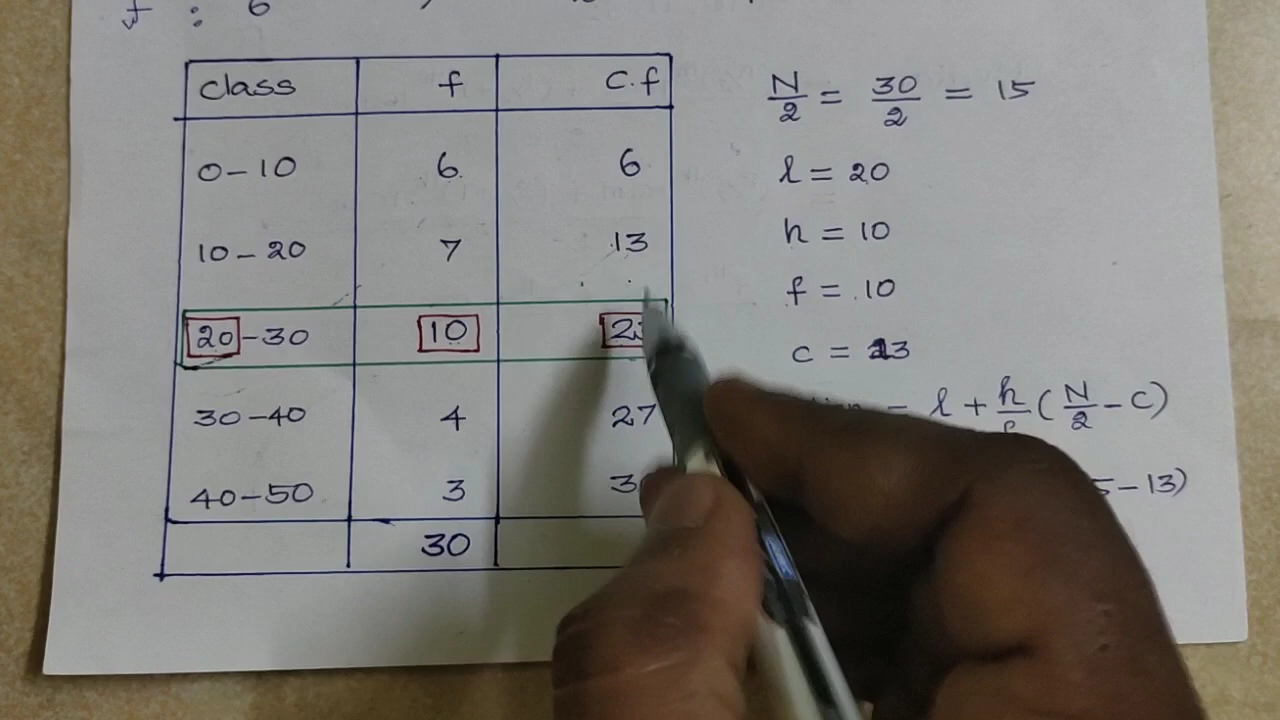 f : 6
class f C.f
0-10 6 6
10-20 7 13
20-30 10
30-40 4 27
40-50 3
30
N/2 = 30/2 = 15
l = 20
h = 10
f = 10
c = 13
= l + h/ (N/2 - C)
- 13)